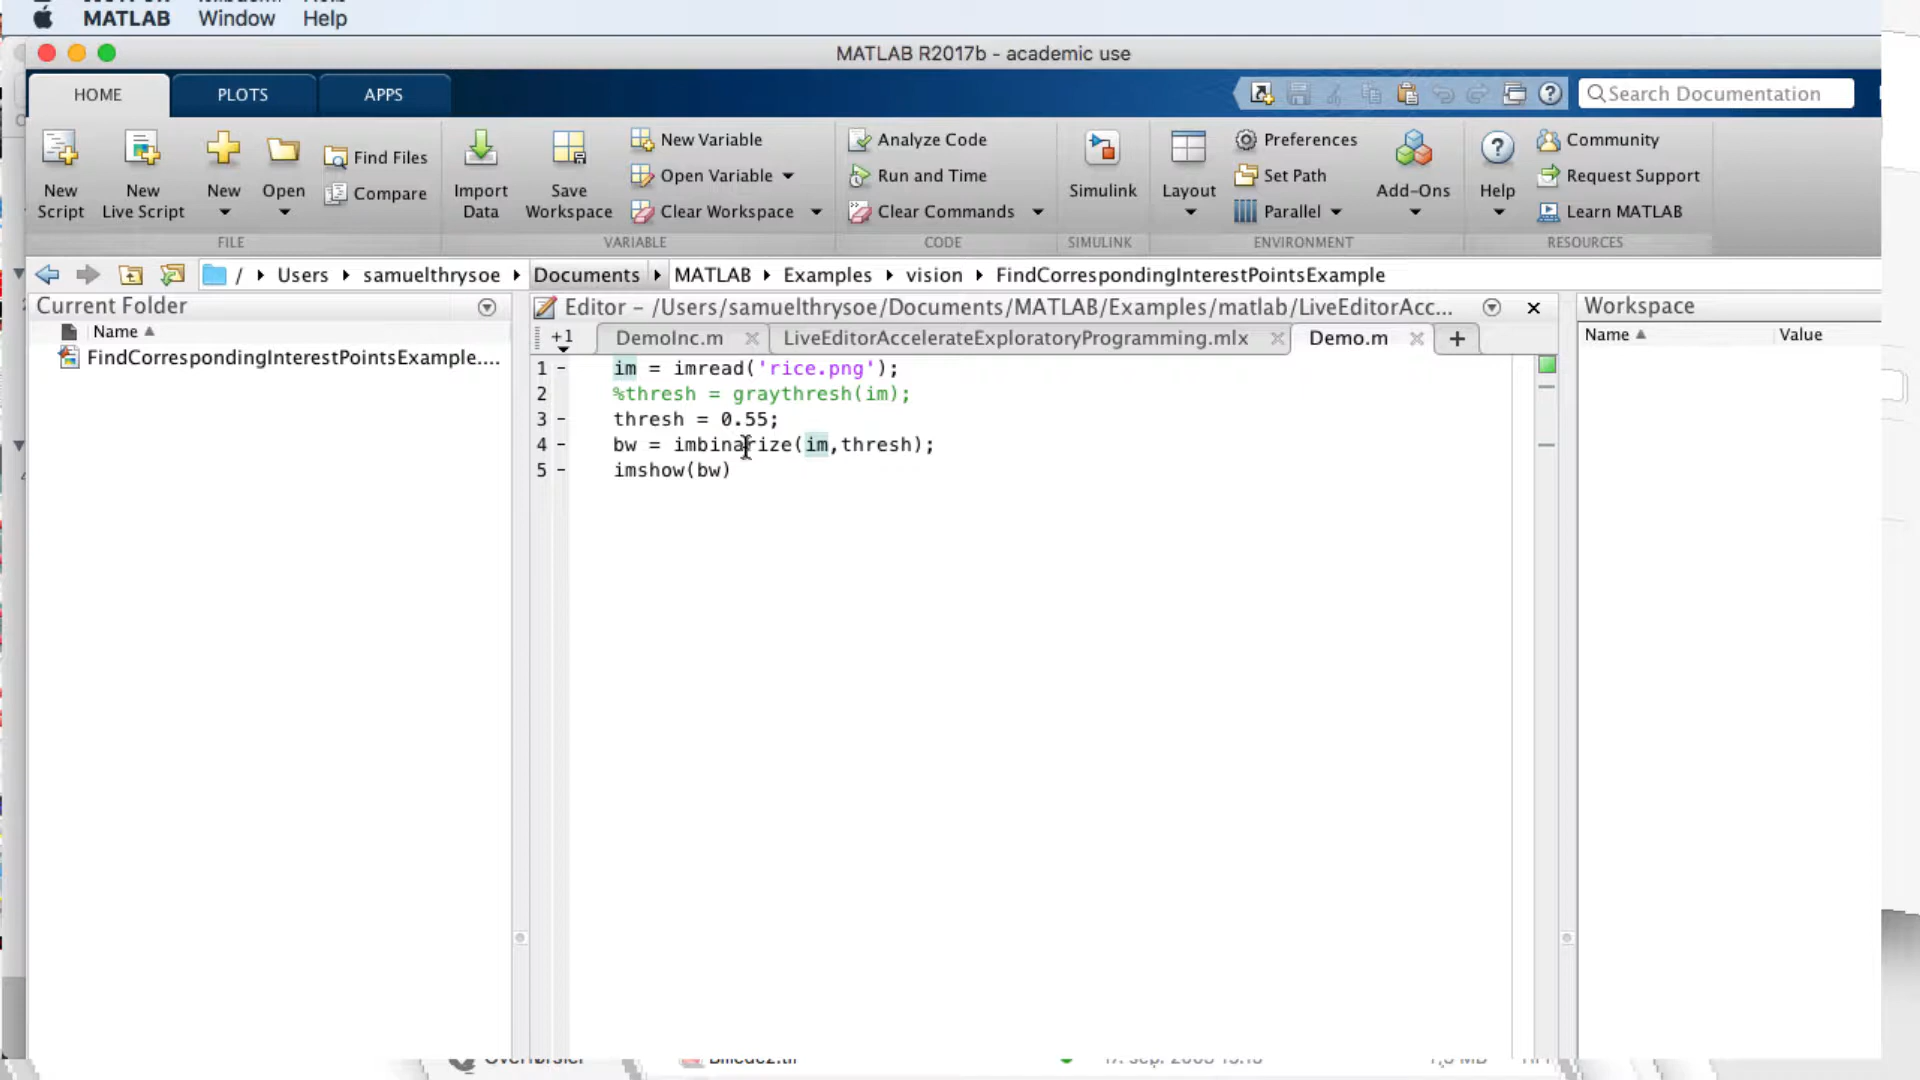 MATLAB Window Help
MATLAB R2017b - academic use
HOME PLOTS APPS
Search Documentation
New Script
New Live Script
New
Open
Find Files
Compare
Import Data
Save Workspace
New Variable
Open Variable
Clear Workspace
Analyze Code
Run and Time
Clear Commands
Simulink
Layout
Preferences
Set Path
Parallel
Add-Ons
Help
Community
Request Support
Learn MATLAB
FILE VARIABLE CODE SIMULINK ENVIRONMENT RESOURCES
/ Users samuelthrysoe Documents MATLAB Examples vision FindCorrespondingInterestPointsExample
Current Folder
Name
FindCorrespondingInterestPointsExample....
Editor – /Users/samuelthrysoe/Documents/MATLAB/Examples/matlab/LiveEditorAcc...
+1 DemoInc.m LiveEditorAccelerateExploratoryProgramming.mlx Demo.m
1 – im = imread('rice.png');
2 %thresh = graythresh(im);
3 – thresh = 0.55;
4 – bw = imbinarize(im,thresh);
5 – imshow(bw)
Workspace
Name Value